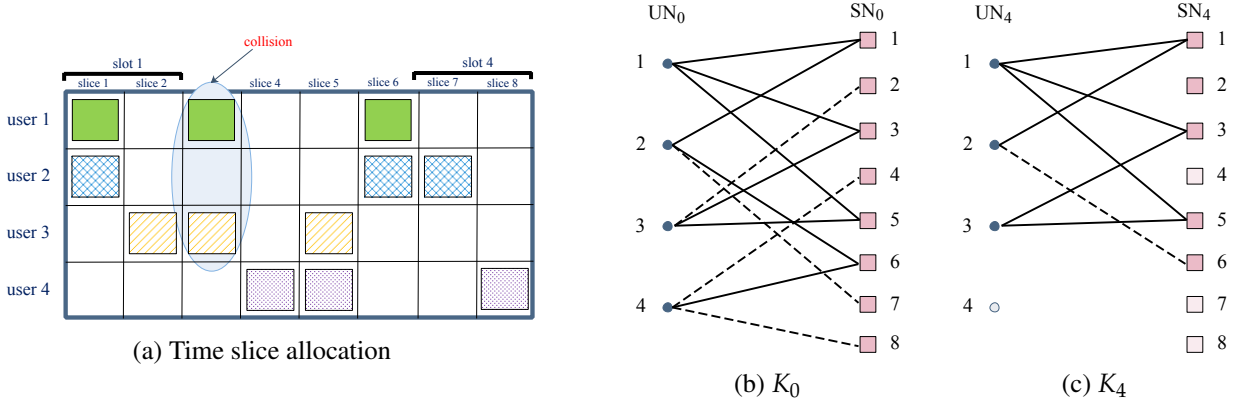 collision
slot 1
slot 4
slice 1 slice 2 slice 4 slice 5 slice 6 slice 7 slice 8
user 1
user 2
user 3
user 4
(a) Time slice allocation
UN₀ SN₀
1
2
3
4
1
2
3
4
5
6
7
8
(b) K₀
UN₄ SN₄
1
2
3
4
1
2
3
4
5
6
7
8
(c) K₄